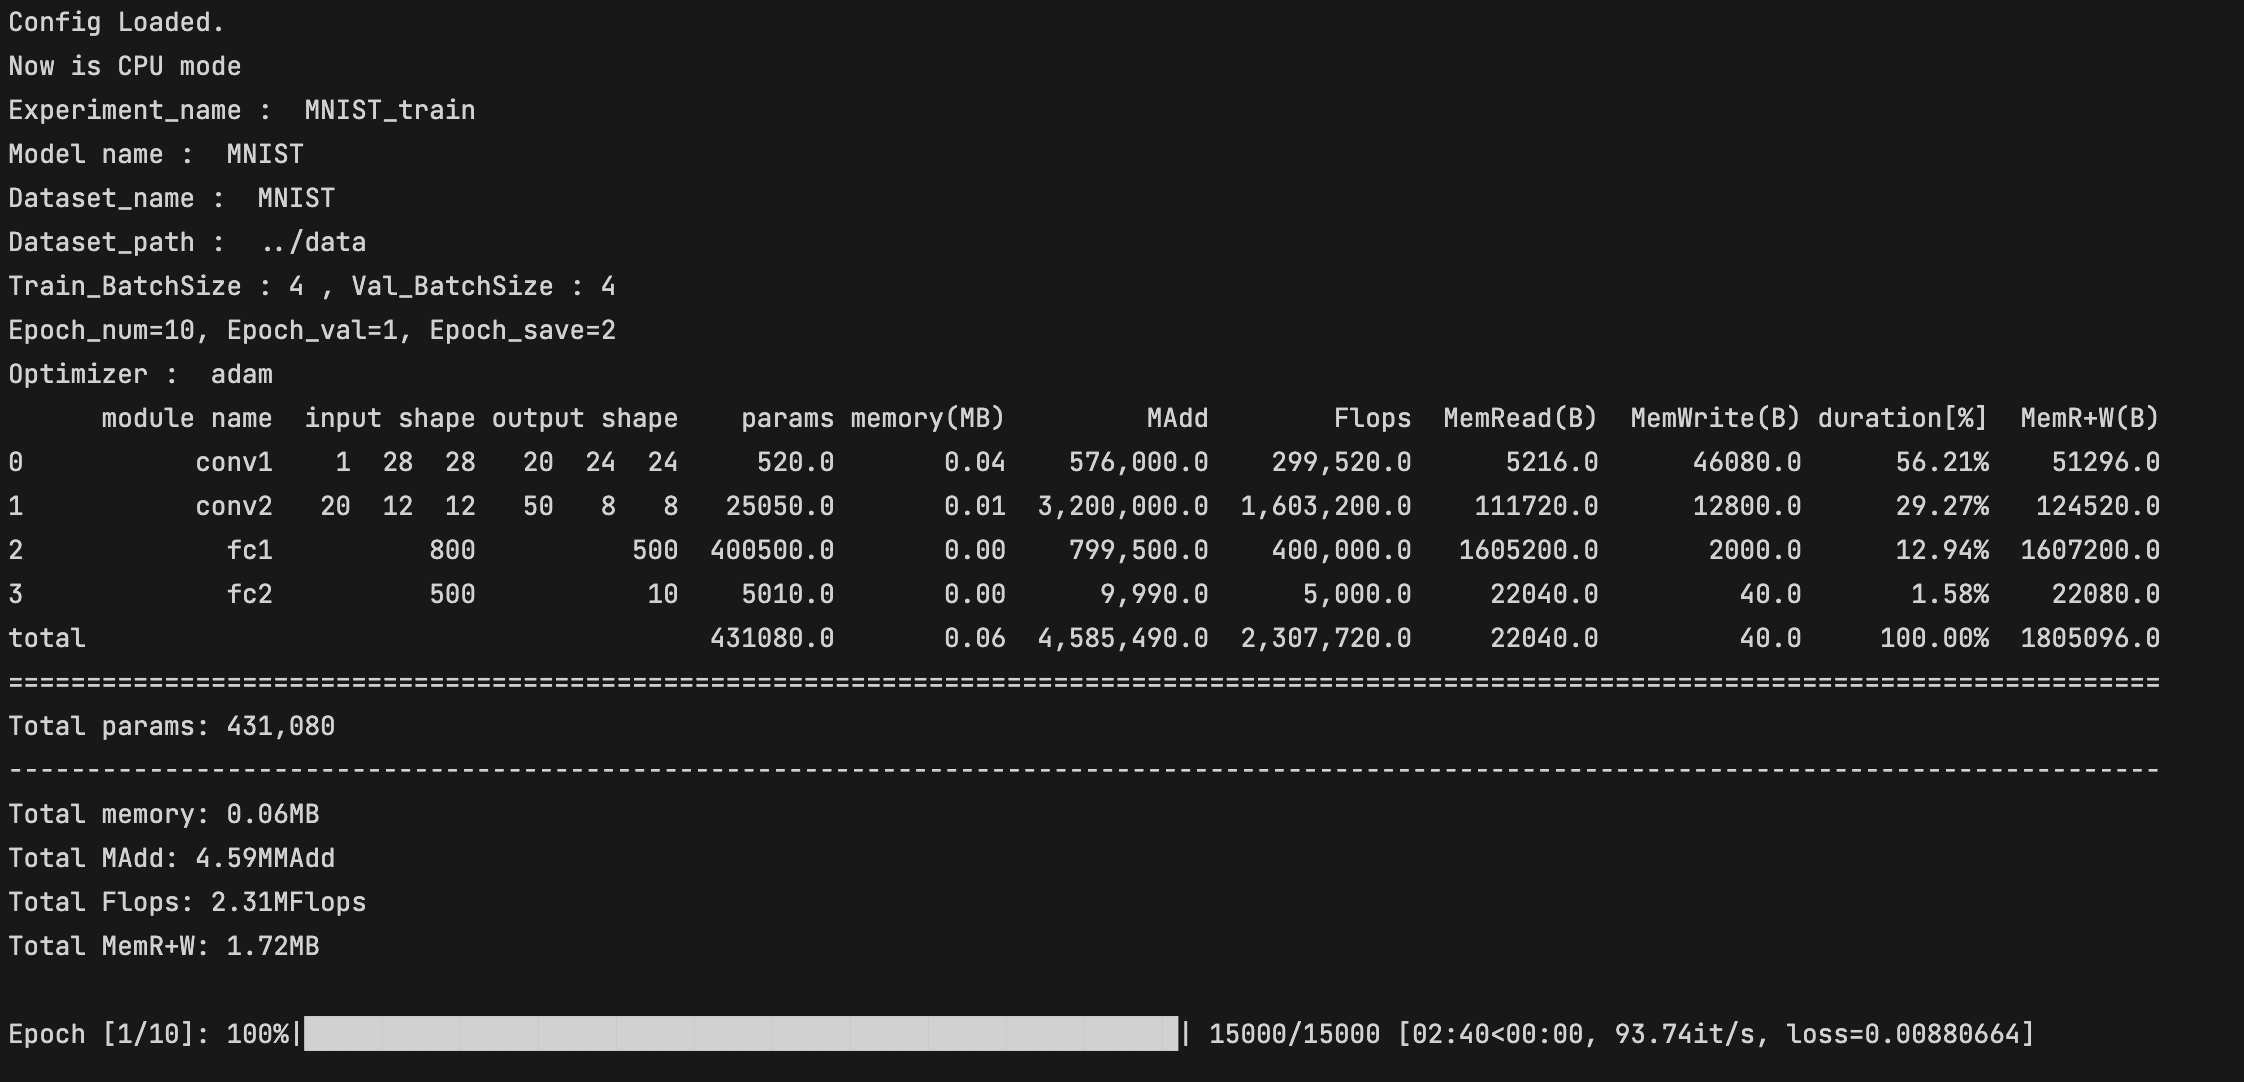 Config Loaded.
Now is CPU mode
Experiment_name :  MNIST_train
Model name :  MNIST
Dataset_name :  MNIST
Dataset_path :  ../data
Train_BatchSize : 4 , Val_BatchSize : 4
Epoch_num=10, Epoch_val=1, Epoch_save=2
Optimizer :  adam
      module name  input shape output shape    params memory(MB)         MAdd        Flops  MemRead(B)  MemWrite(B) duration[%]  MemR+W(B)
0           conv1    1  28  28   20  24  24     520.0       0.04    576,000.0    299,520.0      5216.0      46080.0      56.21%    51296.0
1           conv2   20  12  12   50   8   8   25050.0       0.01  3,200,000.0  1,603,200.0    111720.0      12800.0      29.27%   124520.0
2             fc1          800          500  400500.0       0.00    799,500.0    400,000.0   1605200.0       2000.0      12.94%  1607200.0
3             fc2          500           10    5010.0       0.00      9,990.0      5,000.0     22040.0         40.0       1.58%    22080.0
total                                        431080.0       0.06  4,585,490.0  2,307,720.0     22040.0         40.0     100.00%  1805096.0
==========================================================================================================================================
Total params: 431,080
------------------------------------------------------------------------------------------------------------------------------------------
Total memory: 0.06MB
Total MAdd: 4.59MMAdd
Total Flops: 2.31MFlops
Total MemR+W: 1.72MB
Epoch [1/10]: 100%|████████████████████████████████████████████████████████| 15000/15000 [02:40<00:00, 93.74it/s, loss=0.00880664]